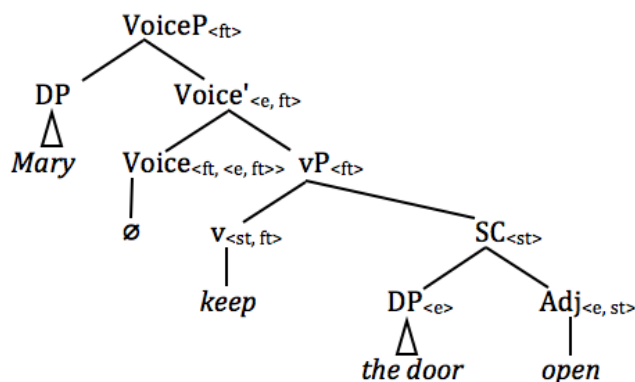 VoiceP<ft>
DP Voice'<e, ft>
Mary Voice<ft, <e, ft>> vP<ft>
∅ v<st, ft> SC<st>
keep DP<e> Adj<e, st>
the door open